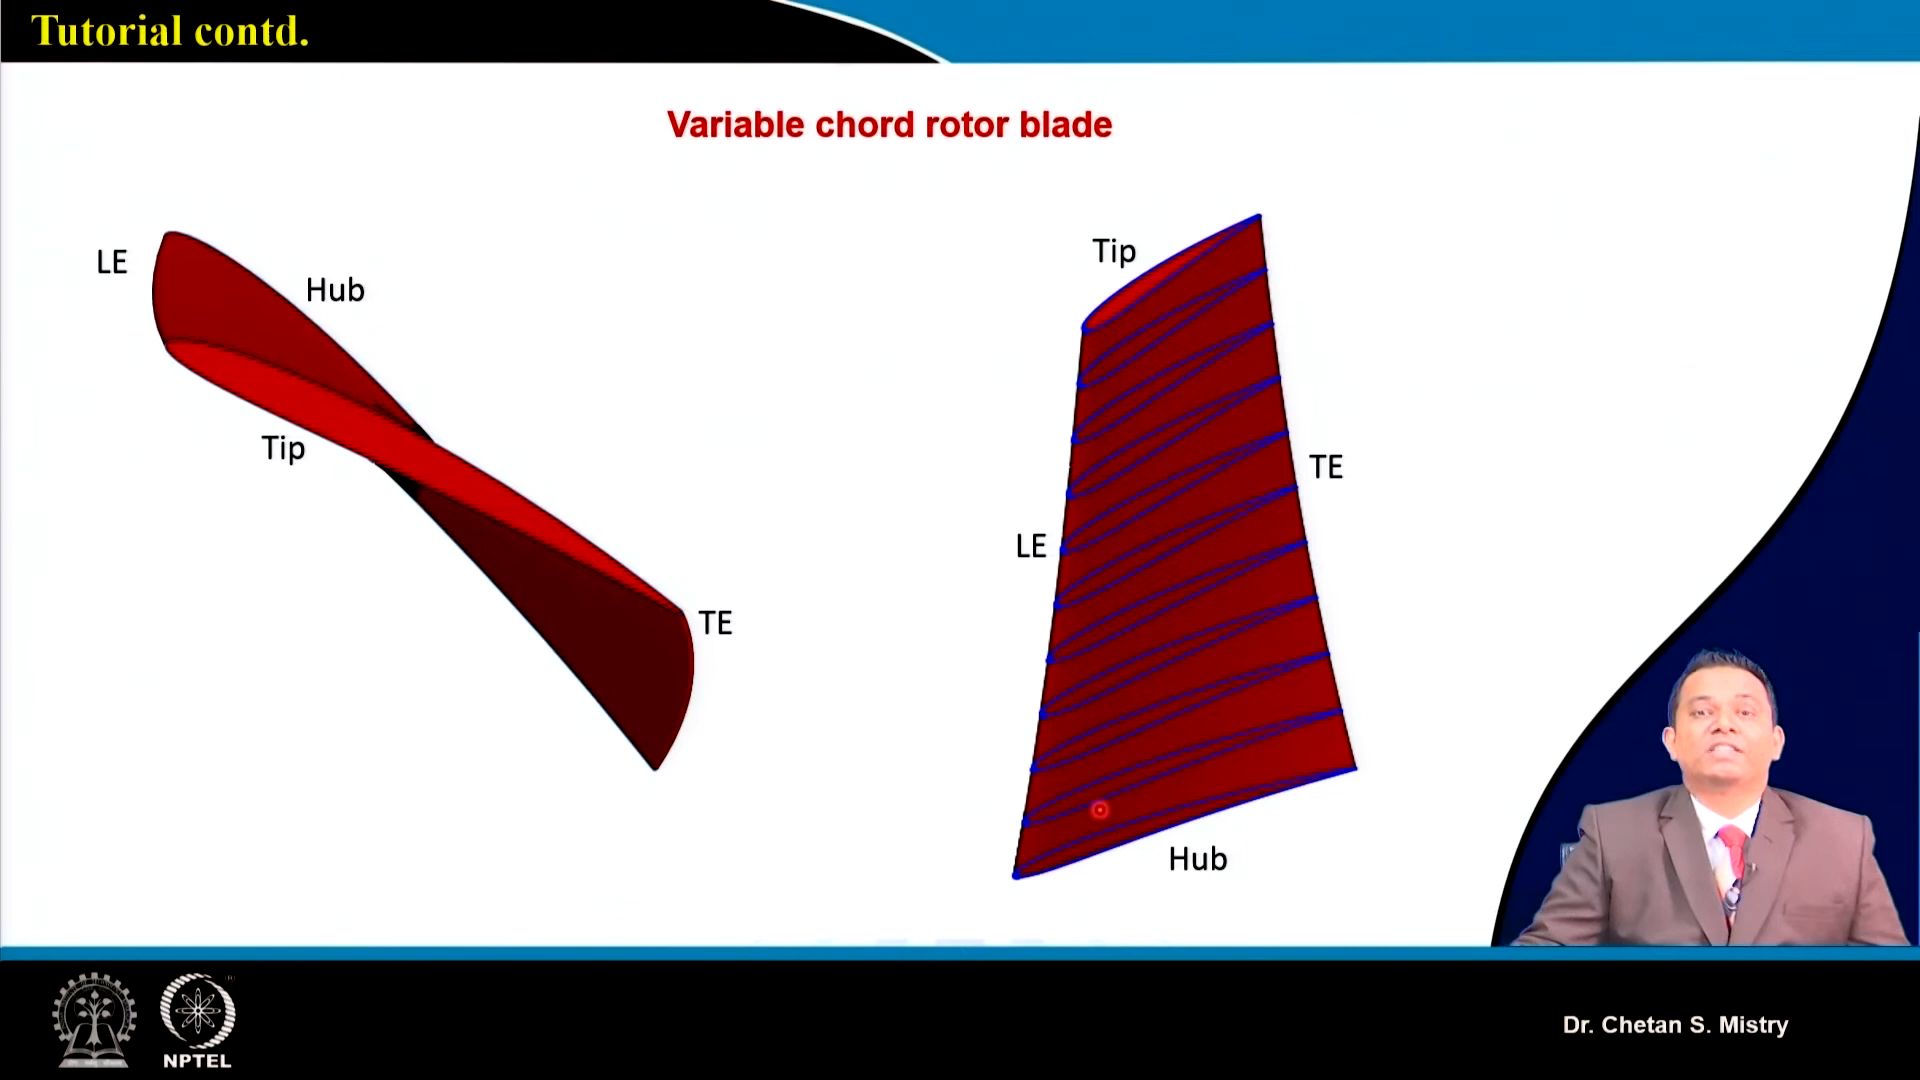 Tutorial contd.
Variable chord rotor blade
LE
Hub
Tip
TE
Tip
TE
LE
Hub
NPTEL
Dr. Chetan S. Mistry